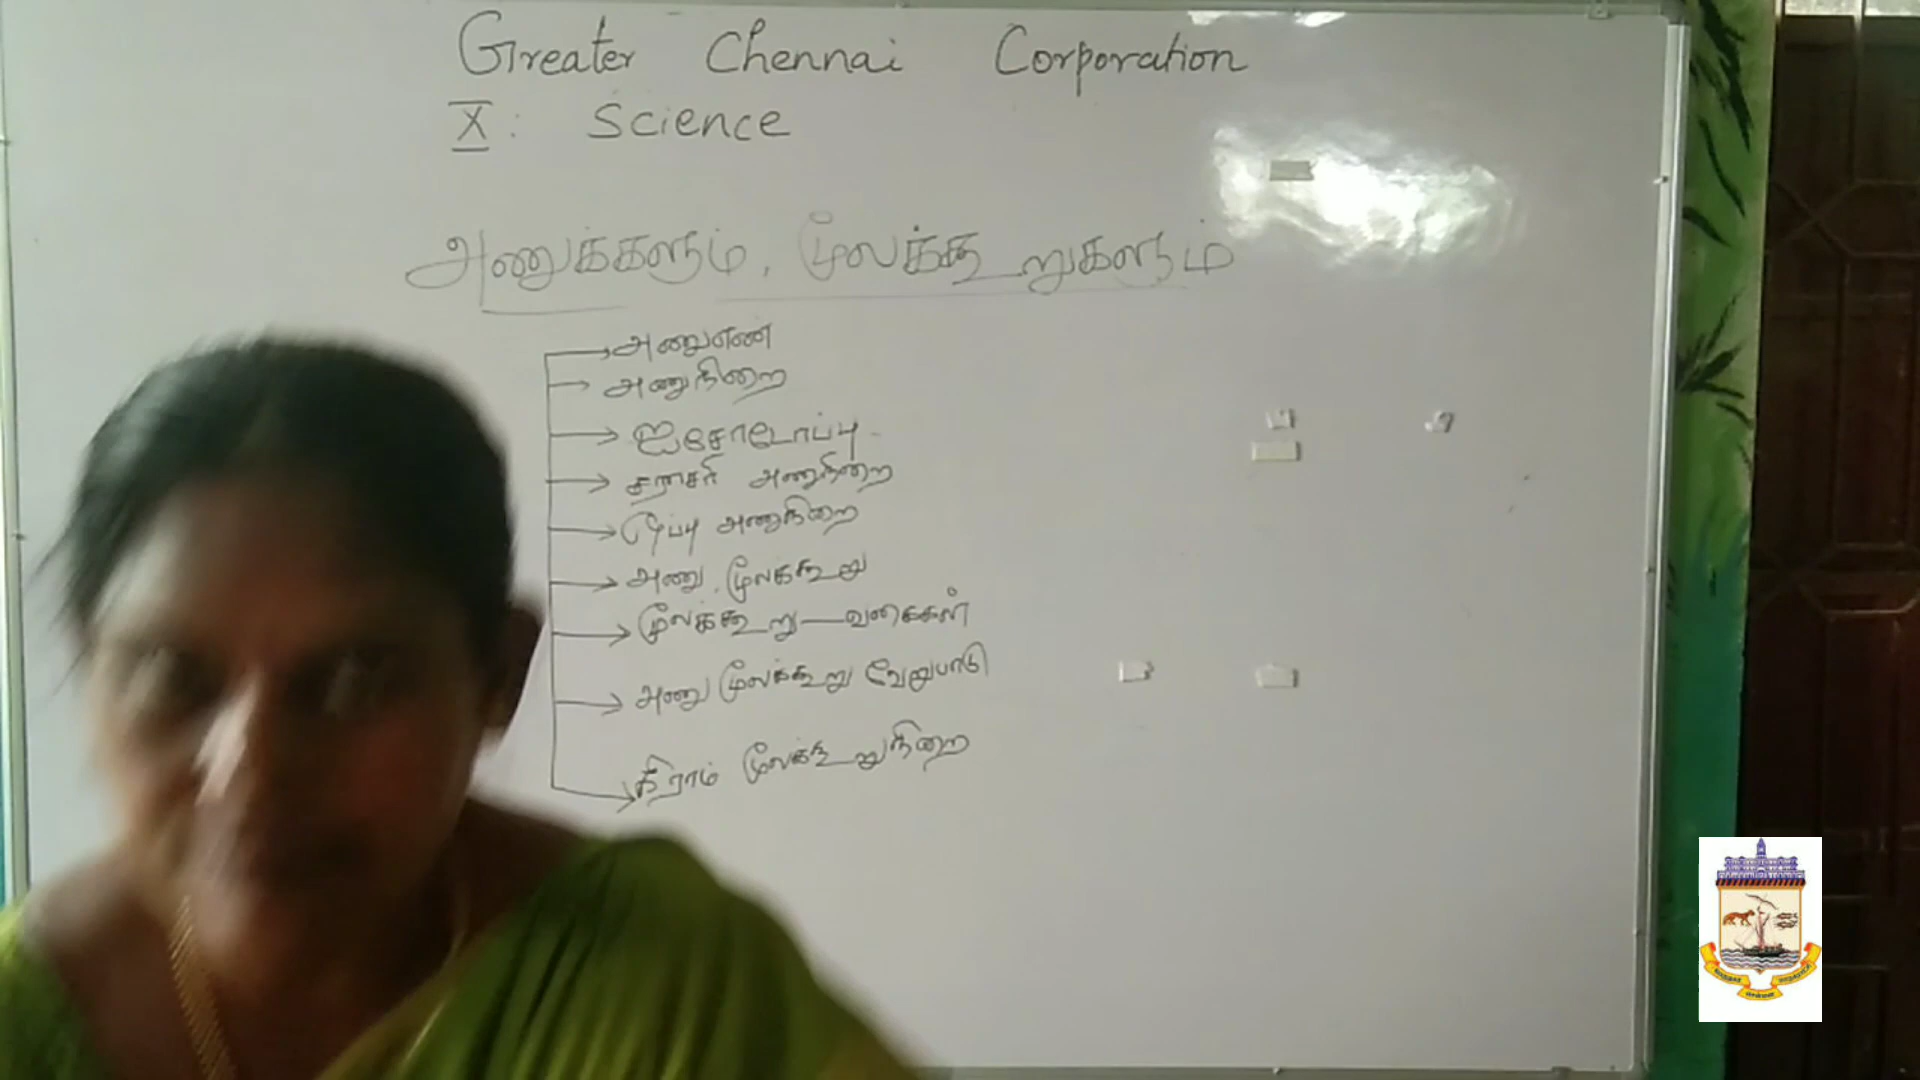 Greater Chennai Corporation
X : Science
அணுக்களும், மூலக்கூறுகளும்
அணுஎண்
அணுநிறை
ஐசோடோப்பு
சராசரி அணுநிறை
ஒப்பு அணுநிறை
அணு, மூலக்கூறு
மூலக்கூறு — வகைகள்
அணு மூலக்கூறு வேறுபாடு
கிராம் மூலக்கூறுநிறை